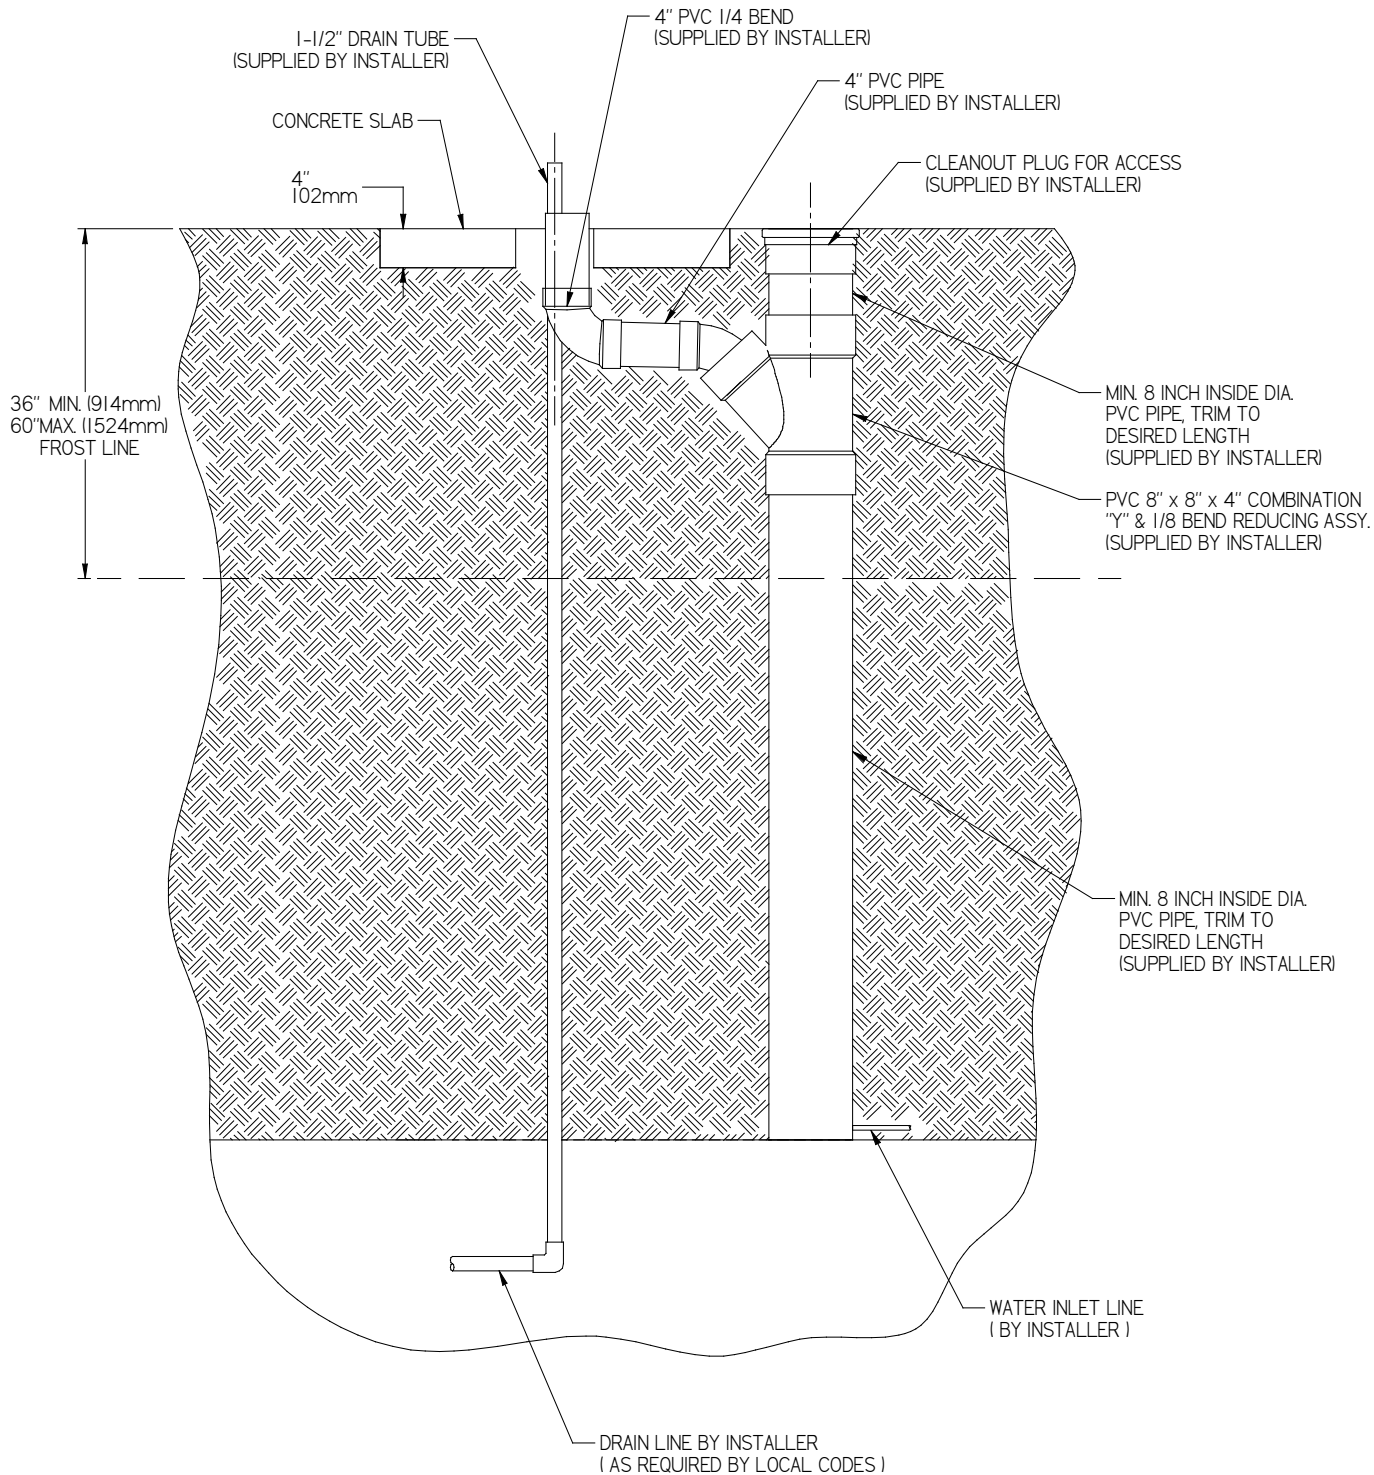 4" PVC 1/4 BEND
(SUPPLIED BY INSTALLER)
1-1/2" DRAIN TUBE
(SUPPLIED BY INSTALLER)
4" PVC PIPE
(SUPPLIED BY INSTALLER)
CONCRETE SLAB
CLEANOUT PLUG FOR ACCESS
(SUPPLIED BY INSTALLER)
4"
102mm
36" MIN. (914mm)
60"MAX. (1524mm)
FROST LINE
MIN. 8 INCH INSIDE DIA.
PVC PIPE, TRIM TO
DESIRED LENGTH
(SUPPLIED BY INSTALLER)
PVC 8" x 8" x 4" COMBINATION
"Y" & 1/8 BEND REDUCING ASSY.
(SUPPLIED BY INSTALLER)
MIN. 8 INCH INSIDE DIA.
PVC PIPE, TRIM TO
DESIRED LENGTH
(SUPPLIED BY INSTALLER)
WATER INLET LINE
( BY INSTALLER )
DRAIN LINE BY INSTALLER
( AS REQUIRED BY LOCAL CODES )